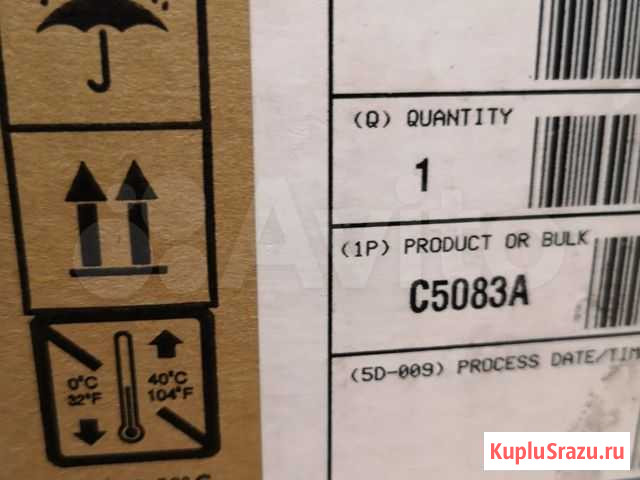 (Q) QUANTITY
1
(1P) PRODUCT OR BULK
C5083A
(5D-009) PROCESS DATE/TIM
0°C
32°F
40°C
104°F
Avito
KupluSrazu.ru